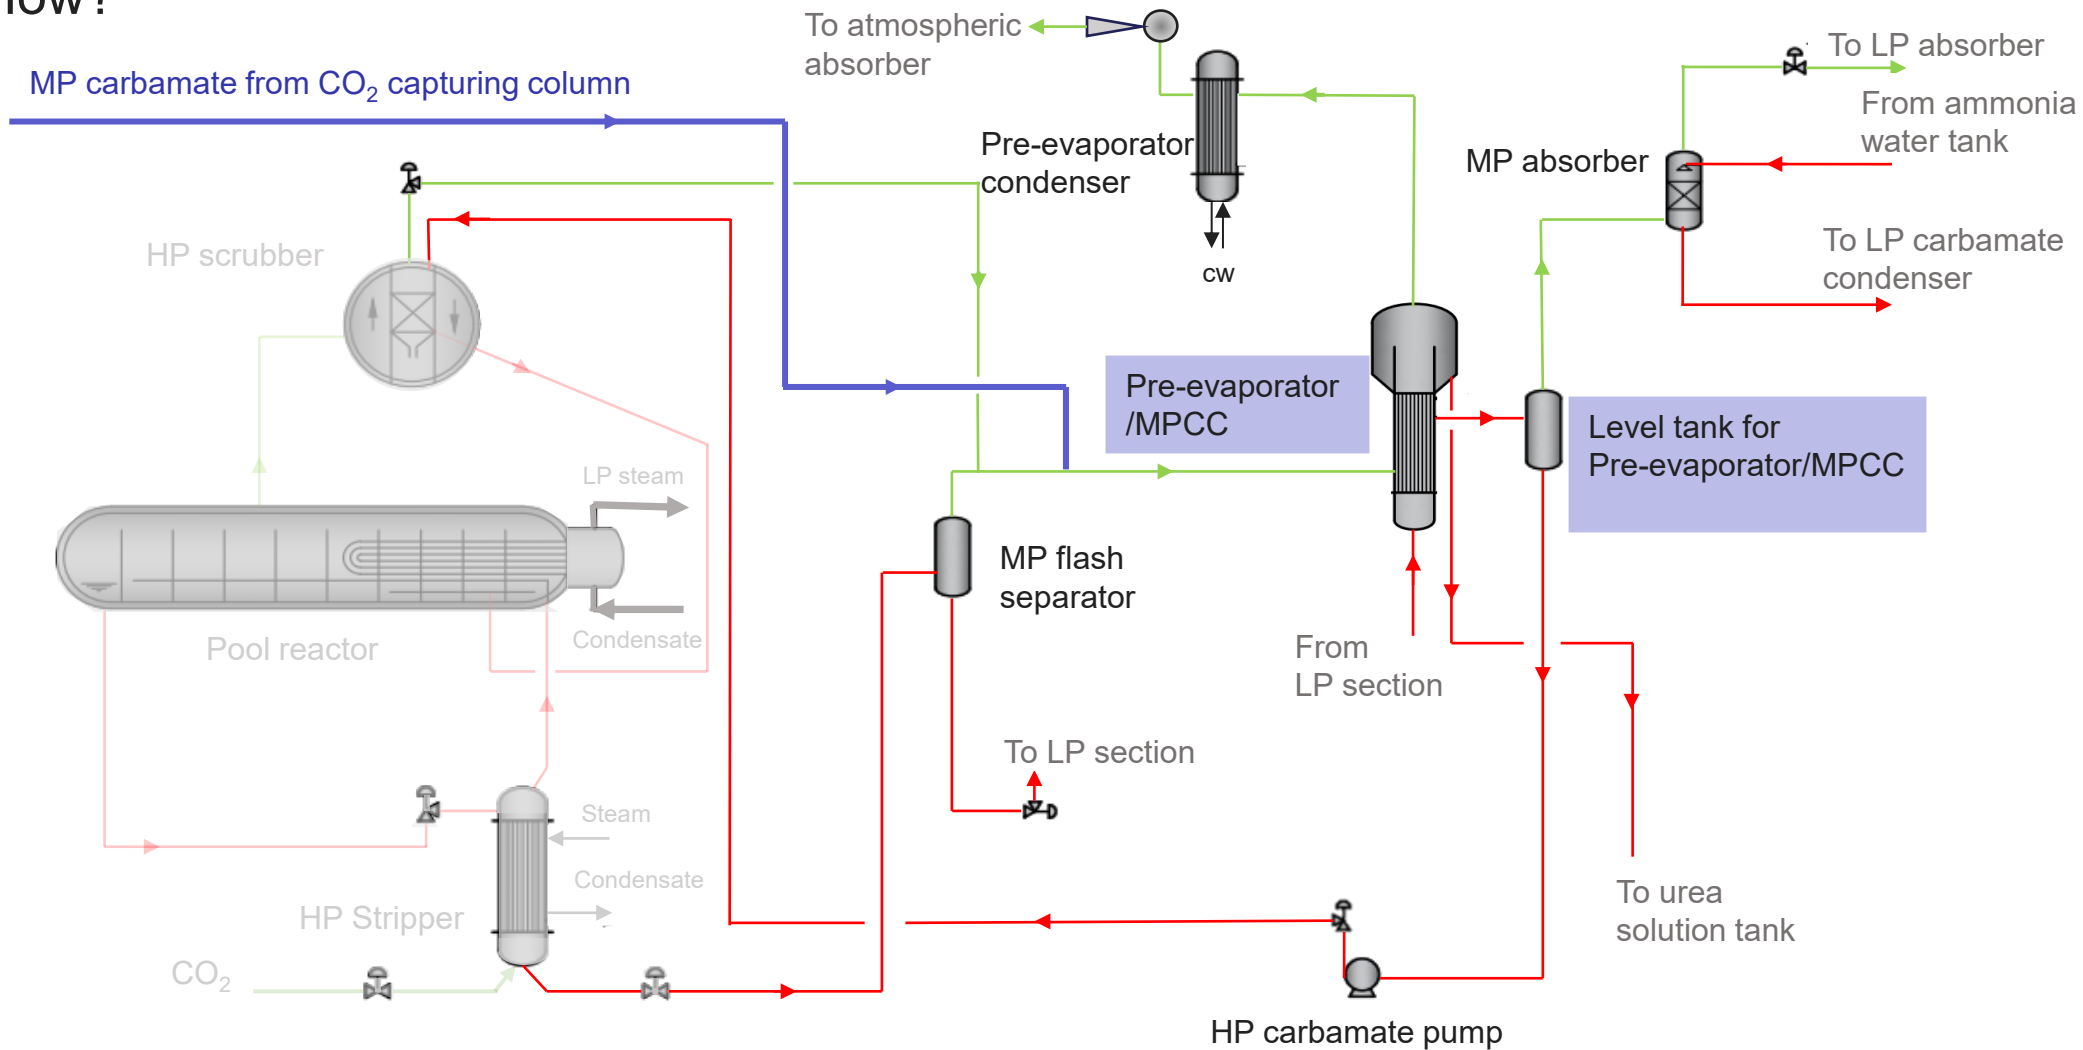 To atmospheric
absorber
To LP absorber
MP carbamate from CO₂ capturing column
From ammonia
water tank
Pre-evaporator
condenser
MP absorber
HP scrubber
To LP carbamate
condenser
cw
Pre-evaporator
/MPCC
Level tank for
Pre-evaporator/MPCC
LP steam
MP flash
separator
Condensate
Pool reactor
From
LP section
To LP section
Steam
Condensate
HP Stripper
To urea
solution tank
CO₂
HP carbamate pump